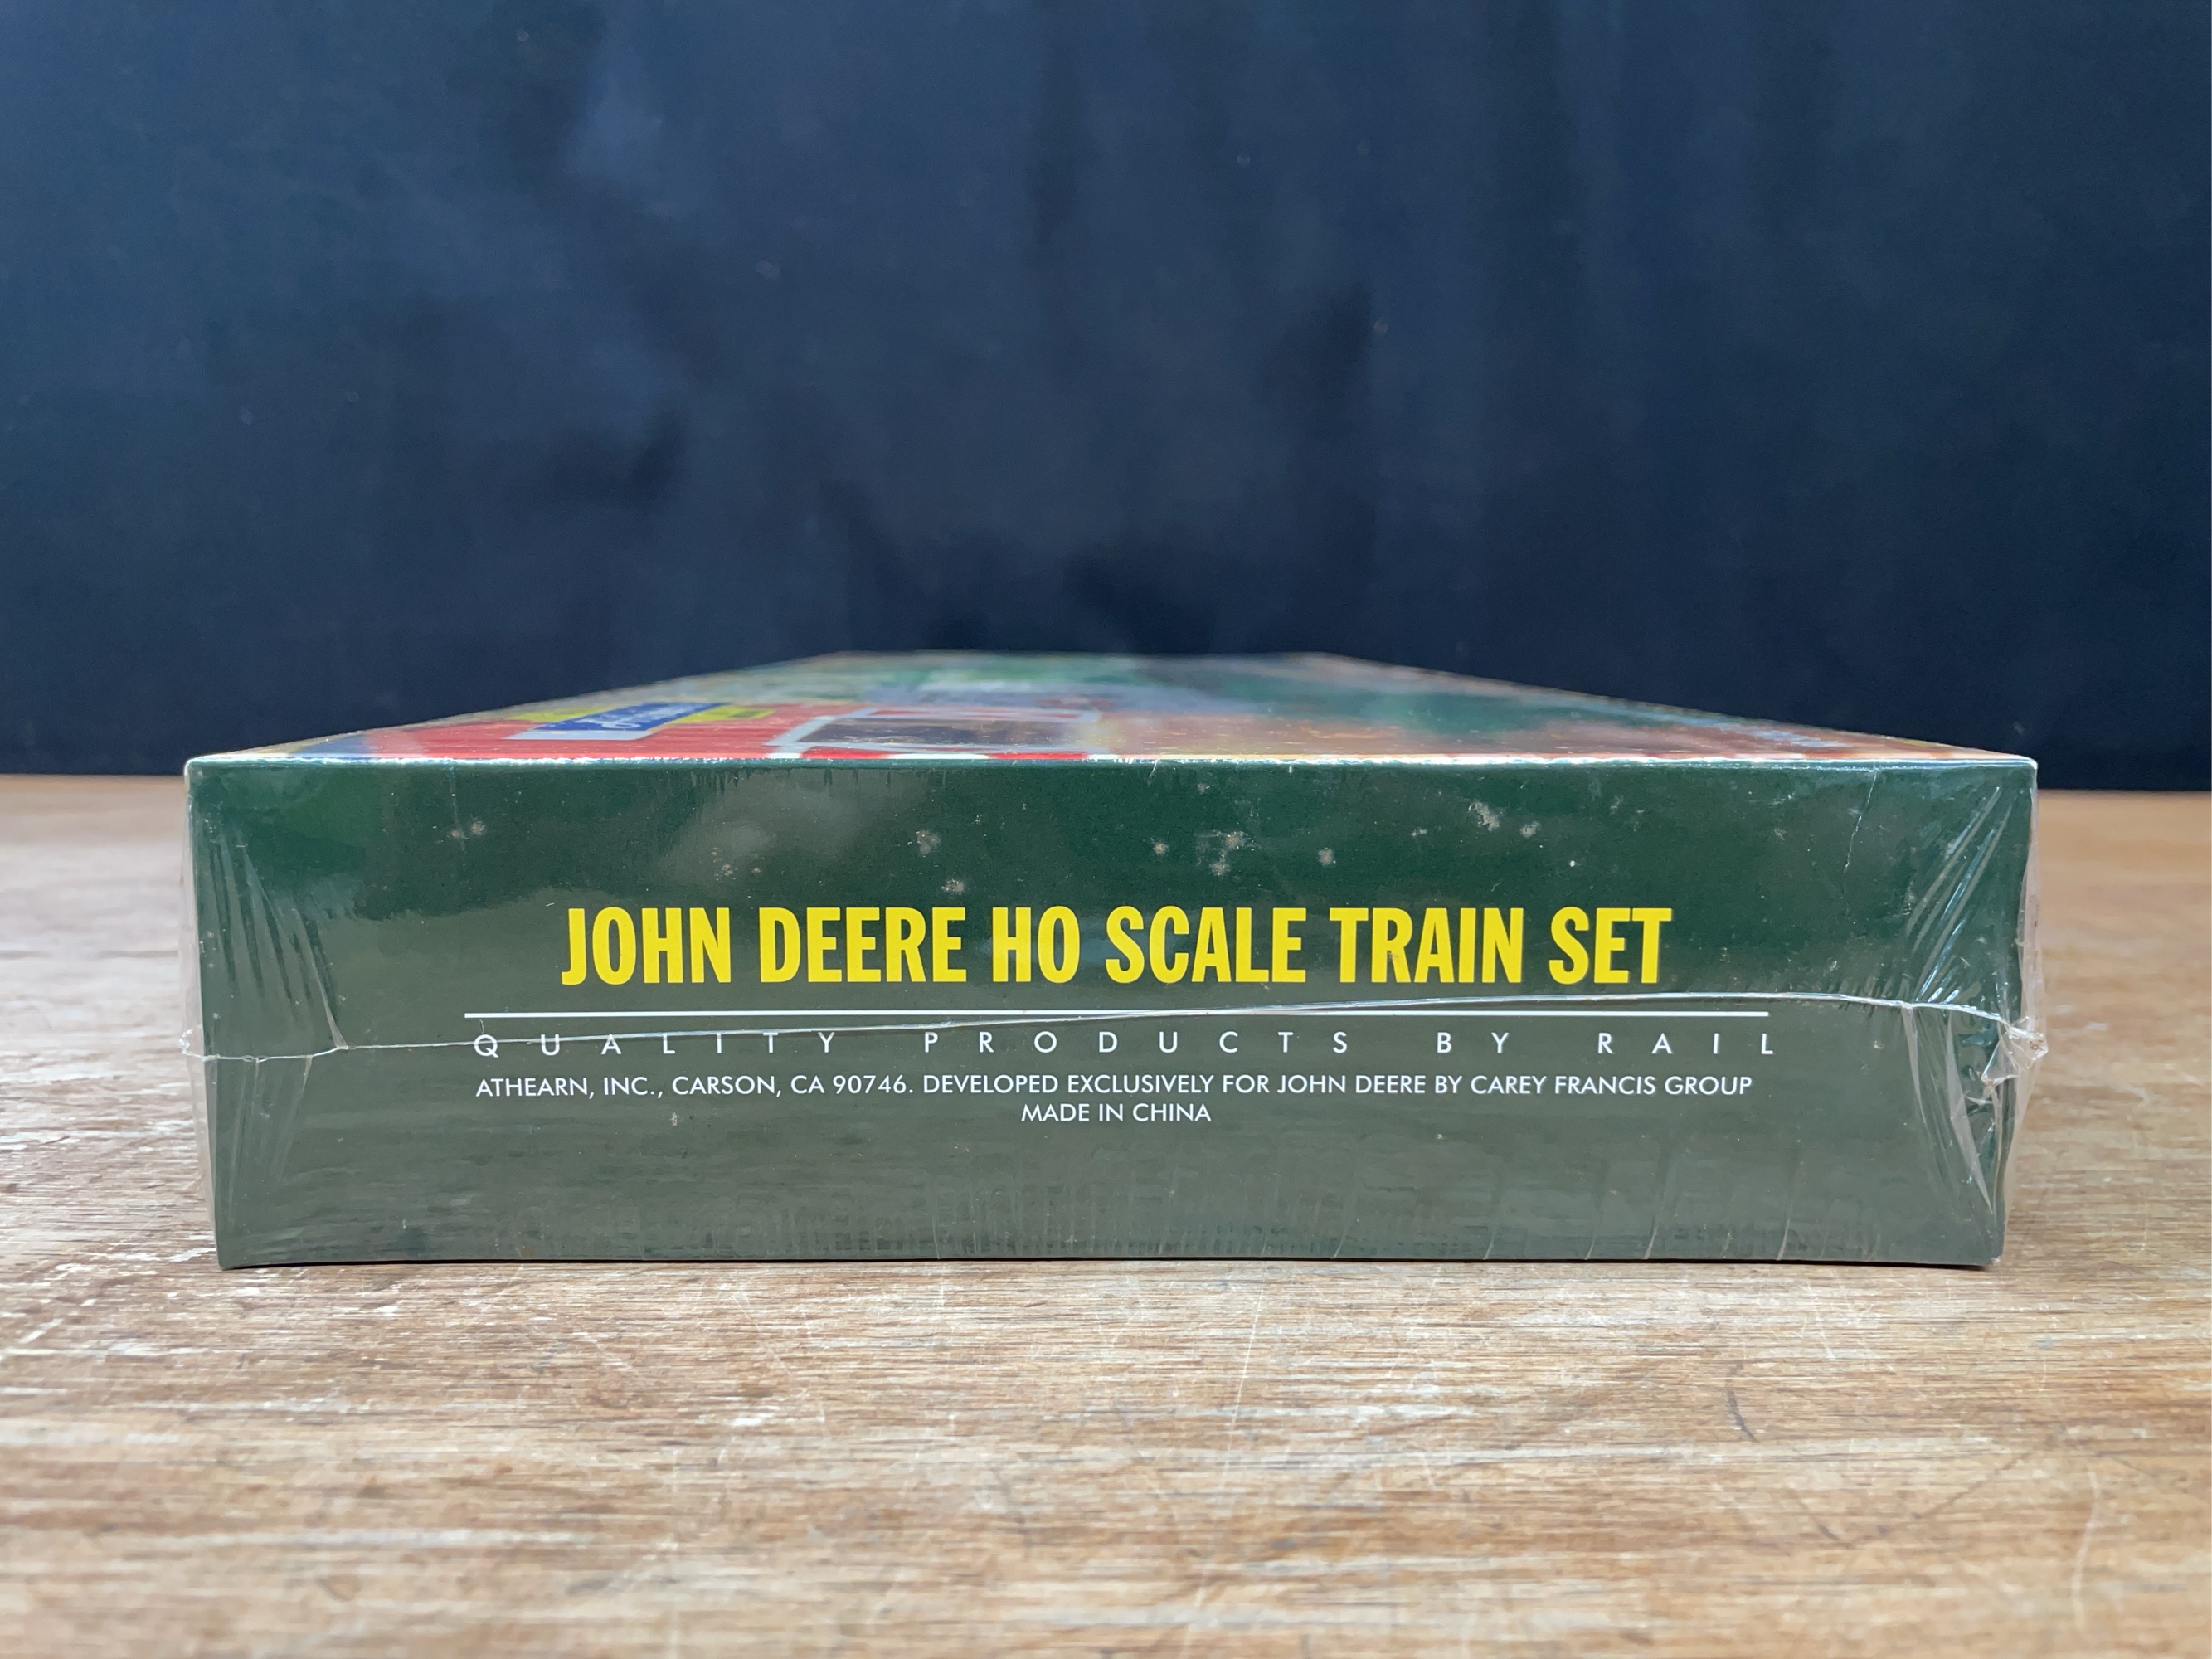 JOHN DEERE HO SCALE TRAIN SET
QUALITY PRODUCTS BY RAIL
ATHEARN, INC., CARSON, CA 90746. DEVELOPED EXCLUSIVELY FOR JOHN DEERE BY CAREY FRANCIS GROUP
MADE IN CHINA